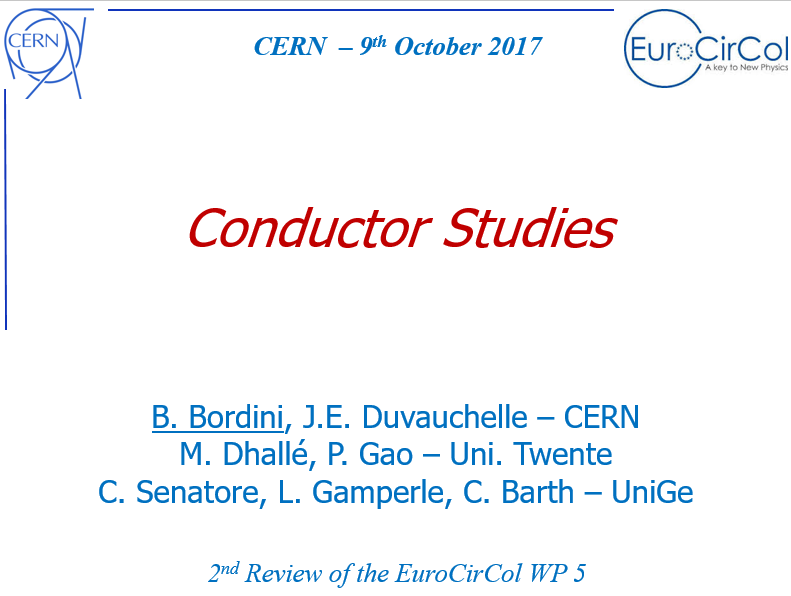 CERN
CERN – 9th October 2017
EuroCirCol
A key to New Physics
Conductor Studies
B. Bordini, J.E. Duvauchelle – CERN
M. Dhallé, P. Gao – Uni. Twente
C. Senatore, L. Gamperle, C. Barth – UniGe
2nd Review of the EuroCirCol WP 5